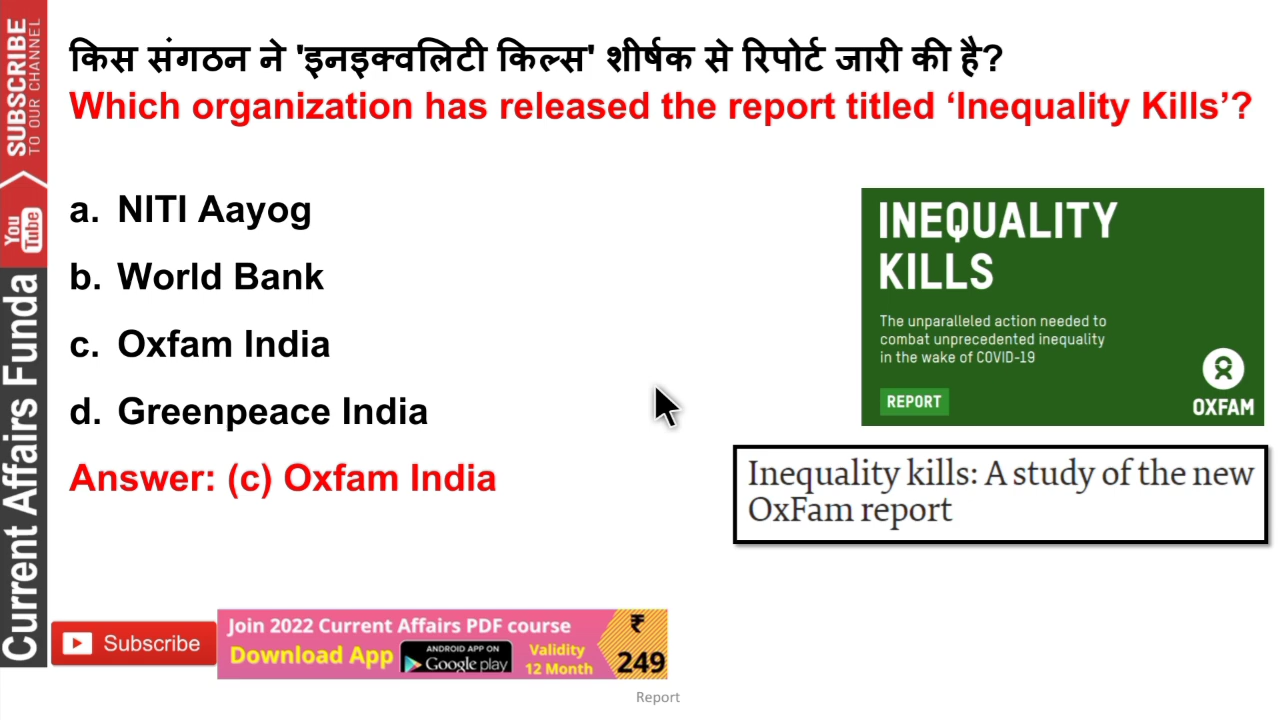 किस संगठन ने 'इनइक्वलिटी किल्स' शीर्षक से रिपोर्ट जारी की है?
Which organization has released the report titled ‘Inequality Kills’?
a. NITI Aayog
b. World Bank
c. Oxfam India
d. Greenpeace India
Answer: (c) Oxfam India
INEQUALITY
KILLS
The unparalleled action needed to
combat unprecedented inequality
in the wake of COVID-19
REPORT
OXFAM
Inequality kills: A study of the new
OxFam report
SUBSCRIBE
TO OUR CHANNEL
You
Tube
Current Affairs Funda
Subscribe
Join 2022 Current Affairs PDF course
Download App
ANDROID APP ON
Google play
Validity
12 Month
₹
249
Report